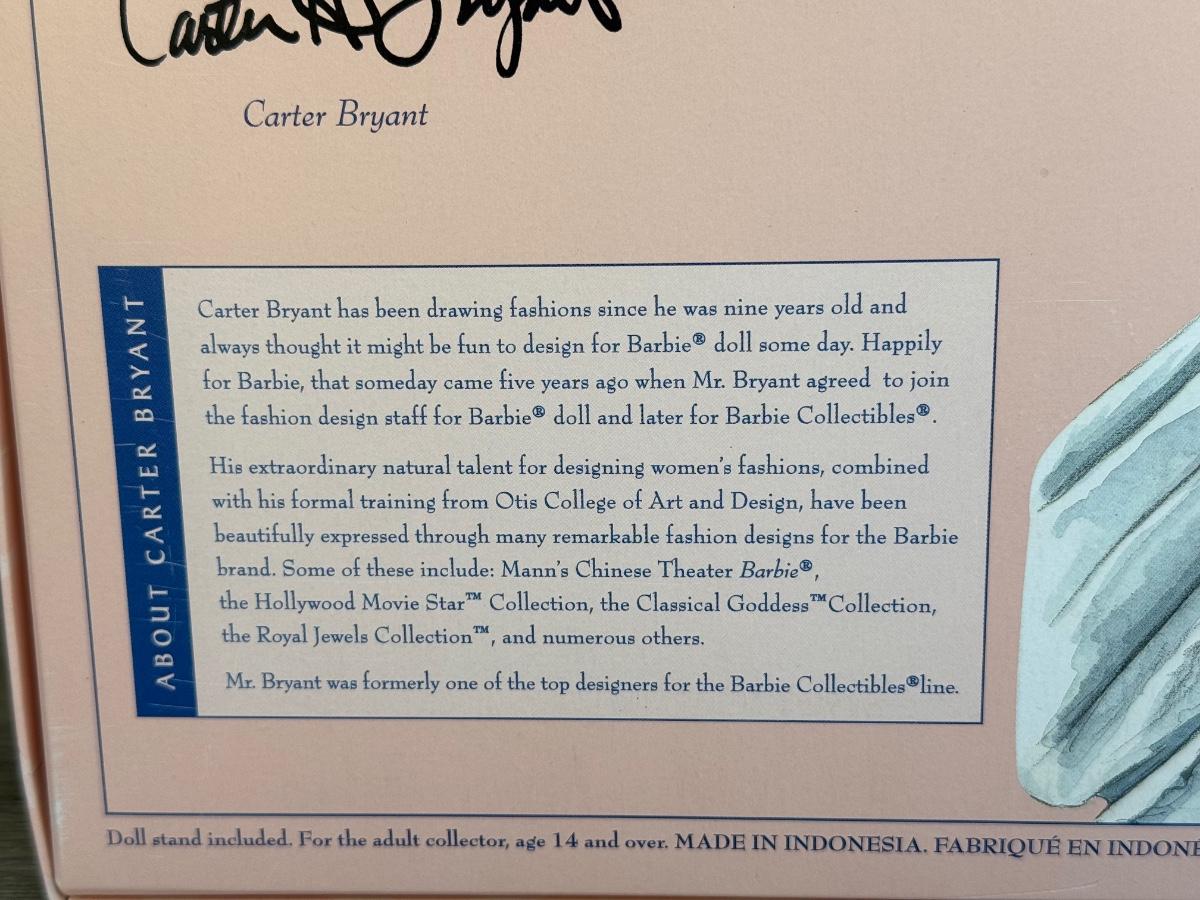 Carter H Bryant
Carter Bryant
ABOUT CARTER BRYANT
Carter Bryant has been drawing fashions since he was nine years old and
always thought it might be fun to design for Barbie® doll some day. Happily
for Barbie, that someday came five years ago when Mr. Bryant agreed to join
the fashion design staff for Barbie® doll and later for Barbie Collectibles®.
His extraordinary natural talent for designing women's fashions, combined
with his formal training from Otis College of Art and Design, have been
beautifully expressed through many remarkable fashion designs for the Barbie
brand. Some of these include: Mann's Chinese Theater Barbie®,
the Hollywood Movie Star™ Collection, the Classical Goddess™Collection,
the Royal Jewels Collection™, and numerous others.
Mr. Bryant was formerly one of the top designers for the Barbie Collectibles®line.
Doll stand included. For the adult collector, age 14 and over. MADE IN INDONESIA. FABRIQUÉ EN INDONÉ